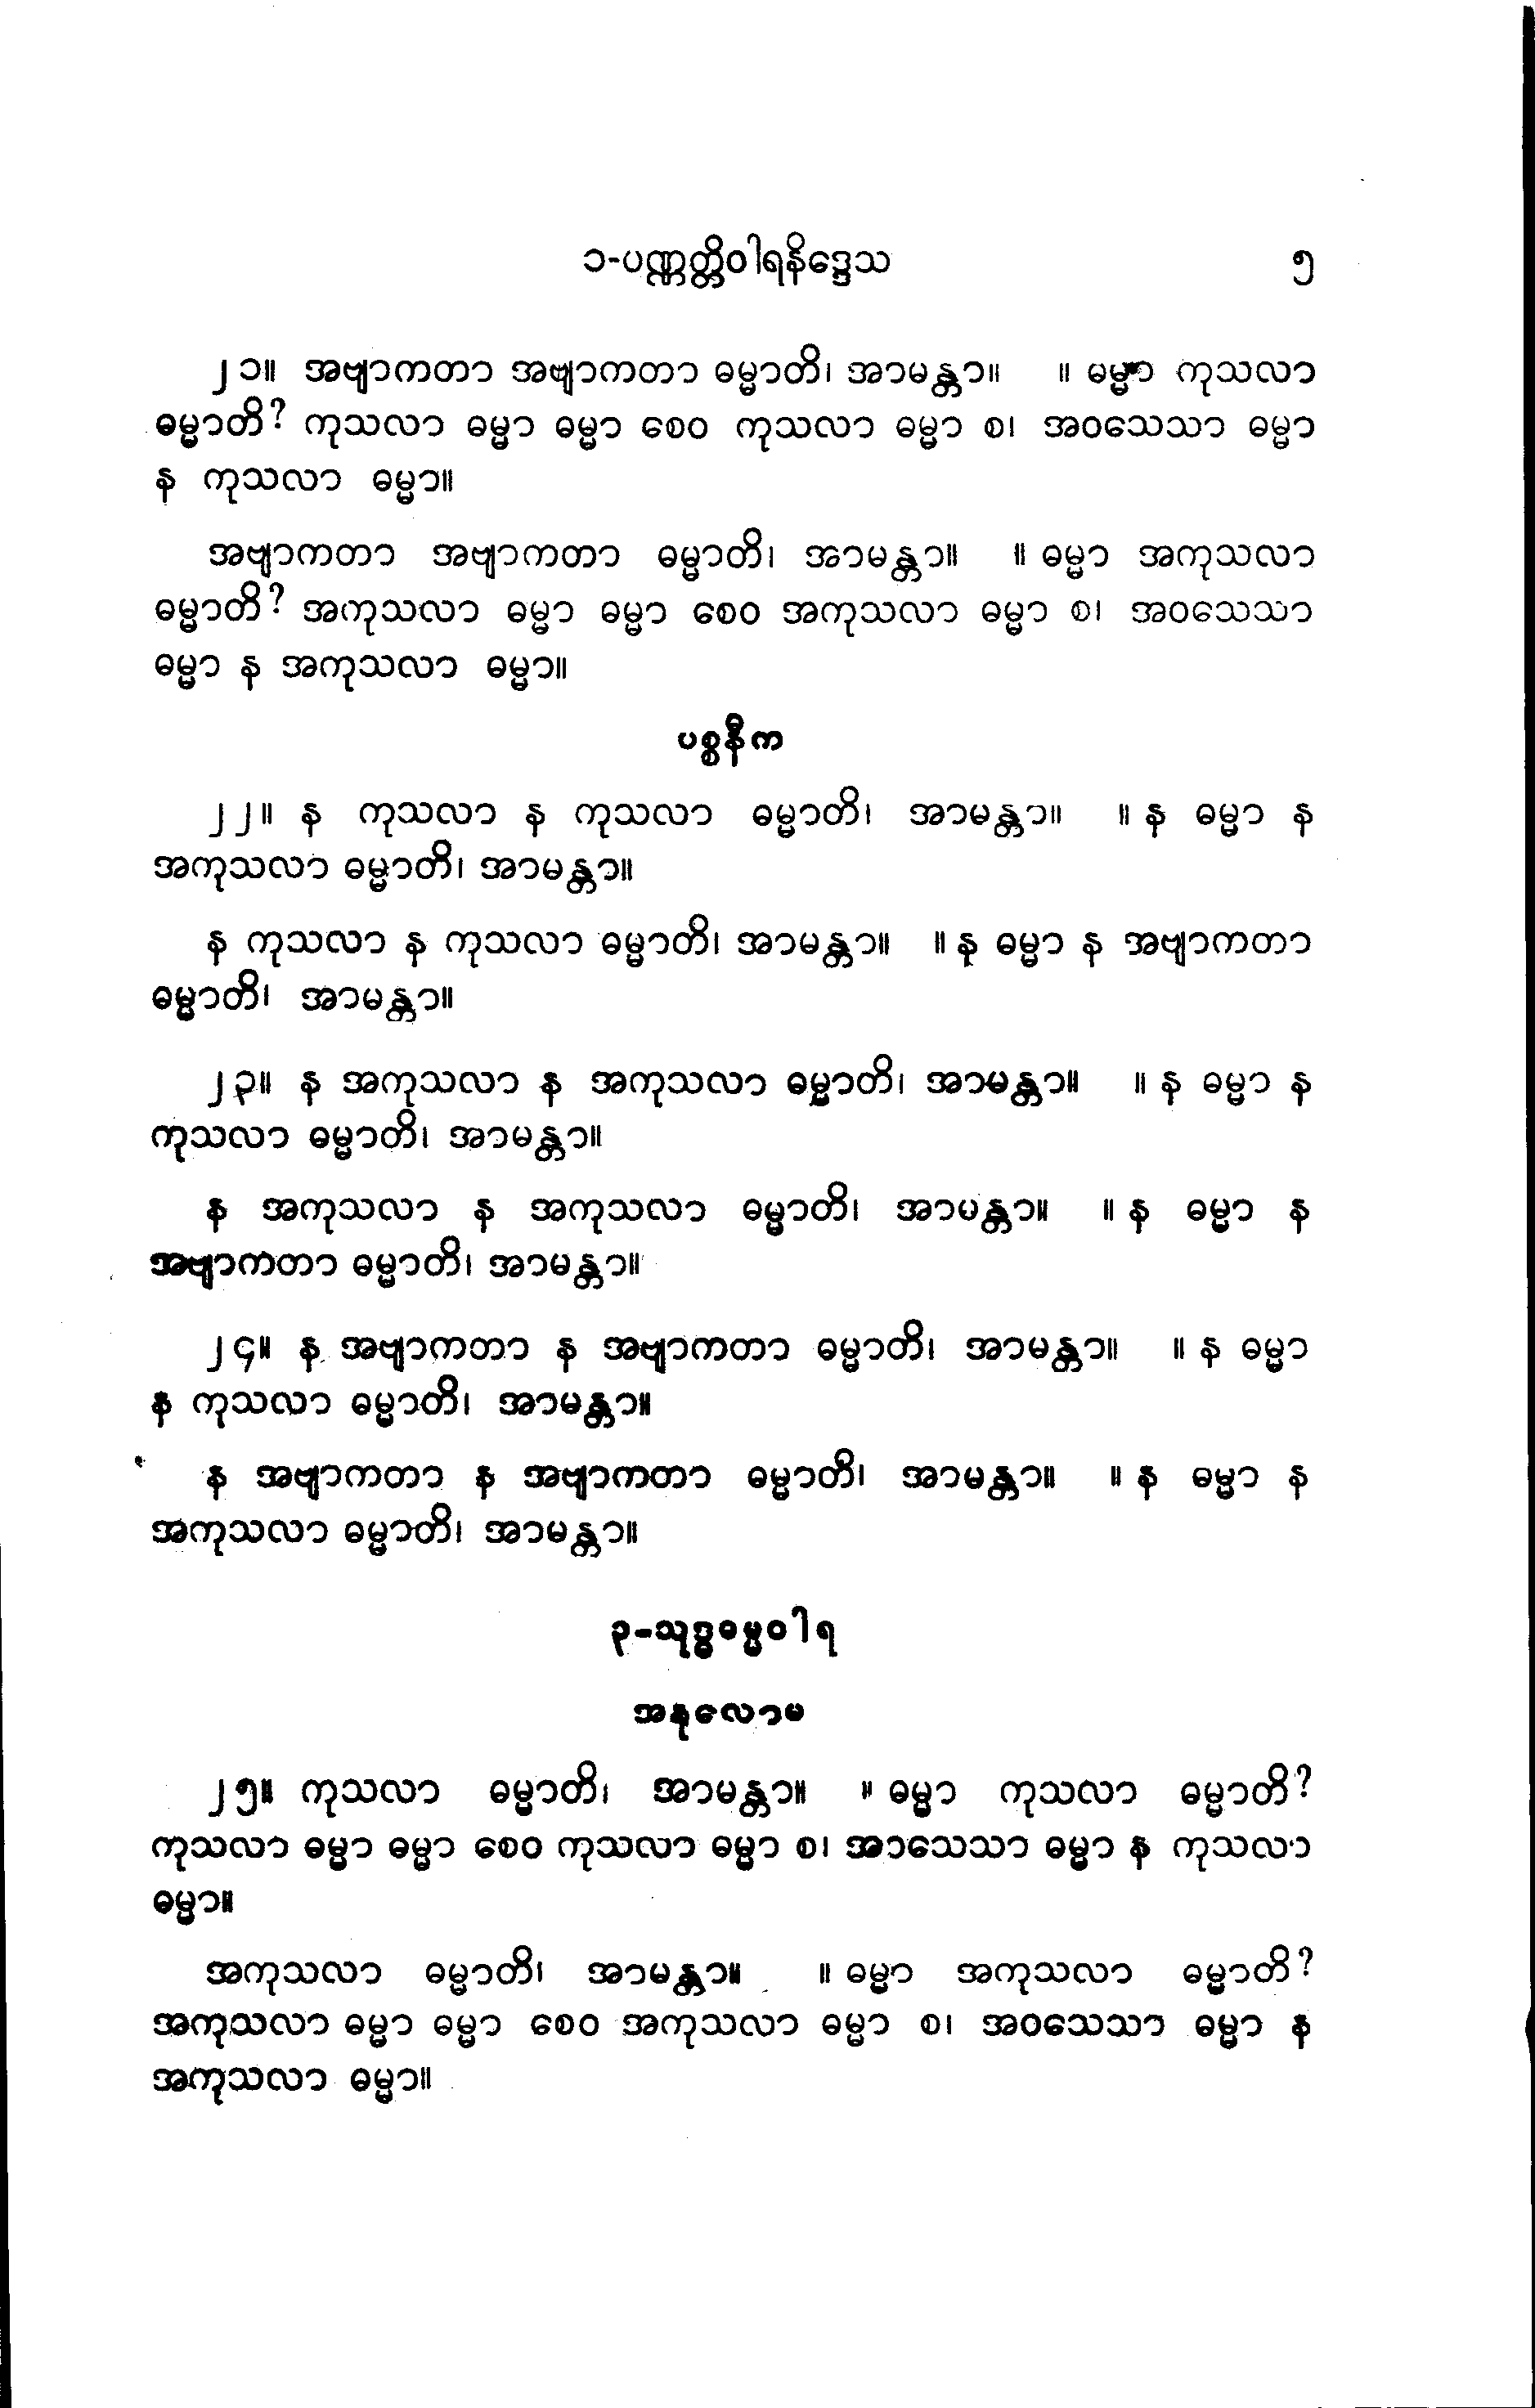 ၁-ပဏ္ဏတ္တိဝါရနိဒ္ဒေသ ၅
၂၁။ အဗျာကတာ အဗျာကတာ ဓမ္မာတိ၊ အာမန္တာ။ ။ မမ္မာ ကုသလာ
ဓမ္မာတိ? ကုသလာ ဓမ္မာ ဓမ္မာ စေဝ ကုသလာ ဓမ္မာ စ၊ အဝသေသာ ဓမ္မာ
န ကုသလာ ဓမ္မာ။
အဗျာကတာ အဗျာကတာ ဓမ္မာတိ၊ အာမန္တာ။ ။ ဓမ္မာ အကုသလာ
ဓမ္မာတိ? အကုသလာ ဓမ္မာ ဓမ္မာ စေဝ အကုသလာ ဓမ္မာ စ၊ အဝသေသာ
ဓမ္မာ န အကုသလာ ဓမ္မာ။
ပစ္စနီက
၂၂။ န ကုသလာ န ကုသလာ ဓမ္မာတိ၊ အာမန္တာ။ ။ န ဓမ္မာ န
အကုသလာ ဓမ္မာတိ၊ အာမန္တာ။
န ကုသလာ န ကုသလာ ဓမ္မာတိ၊ အာမန္တာ။ ။ န ဓမ္မာ န အဗျာကတာ
ဓမ္မာတိ၊ အာမန္တာ။
၂၃။ န အကုသလာ န အကုသလာ ဓမ္မာတိ၊ အာမန္တာ။ ။ န ဓမ္မာ န
ကုသလာ ဓမ္မာတိ၊ အာမန္တာ။
န အကုသလာ န အကုသလာ ဓမ္မာတိ၊ အာမန္တာ။ ။ န ဓမ္မာ န
အဗျာကတာ ဓမ္မာတိ၊ အာမန္တာ။
၂၄။ န အဗျာကတာ န အဗျာကတာ ဓမ္မာတိ၊ အာမန္တာ။ ။ န ဓမ္မာ
န ကုသလာ ဓမ္မာတိ၊ အာမန္တာ။
န အဗျာကတာ န အဗျာကတာ ဓမ္မာတိ၊ အာမန္တာ။ ။ န ဓမ္မာ န
အကုသလာ ဓမ္မာတိ၊ အာမန္တာ။
၃-သုဒ္ဓဓမ္မဝါရ
အနုလောမ
၂၅။ ကုသလာ ဓမ္မာတိ၊ အာမန္တာ။ ။ ဓမ္မာ ကုသလာ ဓမ္မာတိ?
ကုသလာ ဓမ္မာ ဓမ္မာ စေဝ ကုသလာ ဓမ္မာ စ၊ အာသေသာ ဓမ္မာ န ကုသလာ
ဓမ္မာ။
အကုသလာ ဓမ္မာတိ၊ အာမန္တာ။ ။ ဓမ္မာ အကုသလာ ဓမ္မာတိ?
အကုသလာ ဓမ္မာ ဓမ္မာ စေဝ အကုသလာ ဓမ္မာ စ၊ အဝသေသာ ဓမ္မာ န
အကုသလာ ဓမ္မာ။